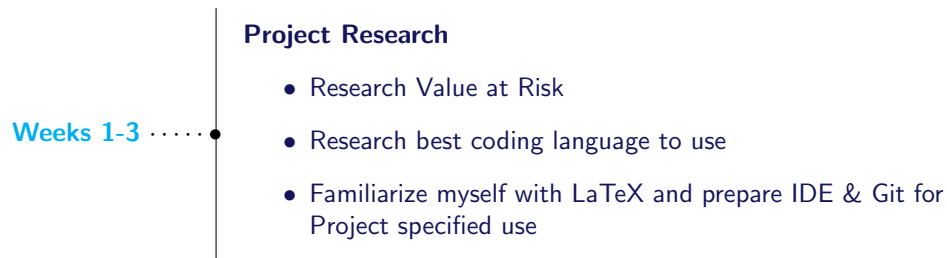 Project Research
• Research Value at Risk
Weeks 1-3
• Research best coding language to use
• Familiarize myself with LaTeX and prepare IDE & Git for
Project specified use